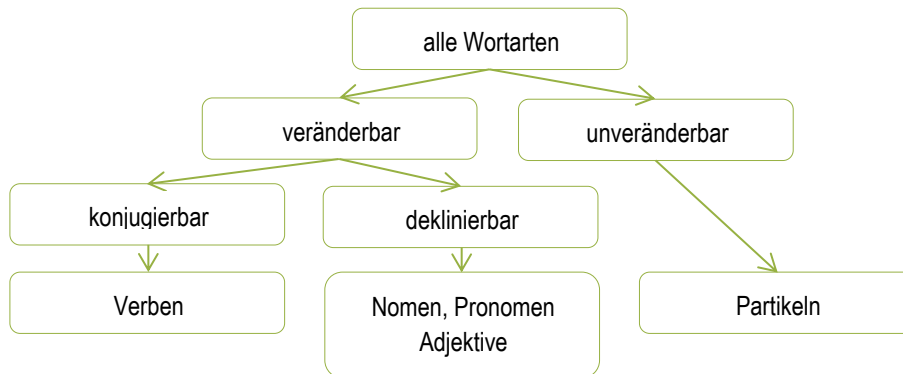 alle Wortarten
veränderbar
unveränderbar
konjugierbar
deklinierbar
Verben
Nomen, Pronomen
Adjektive
Partikeln